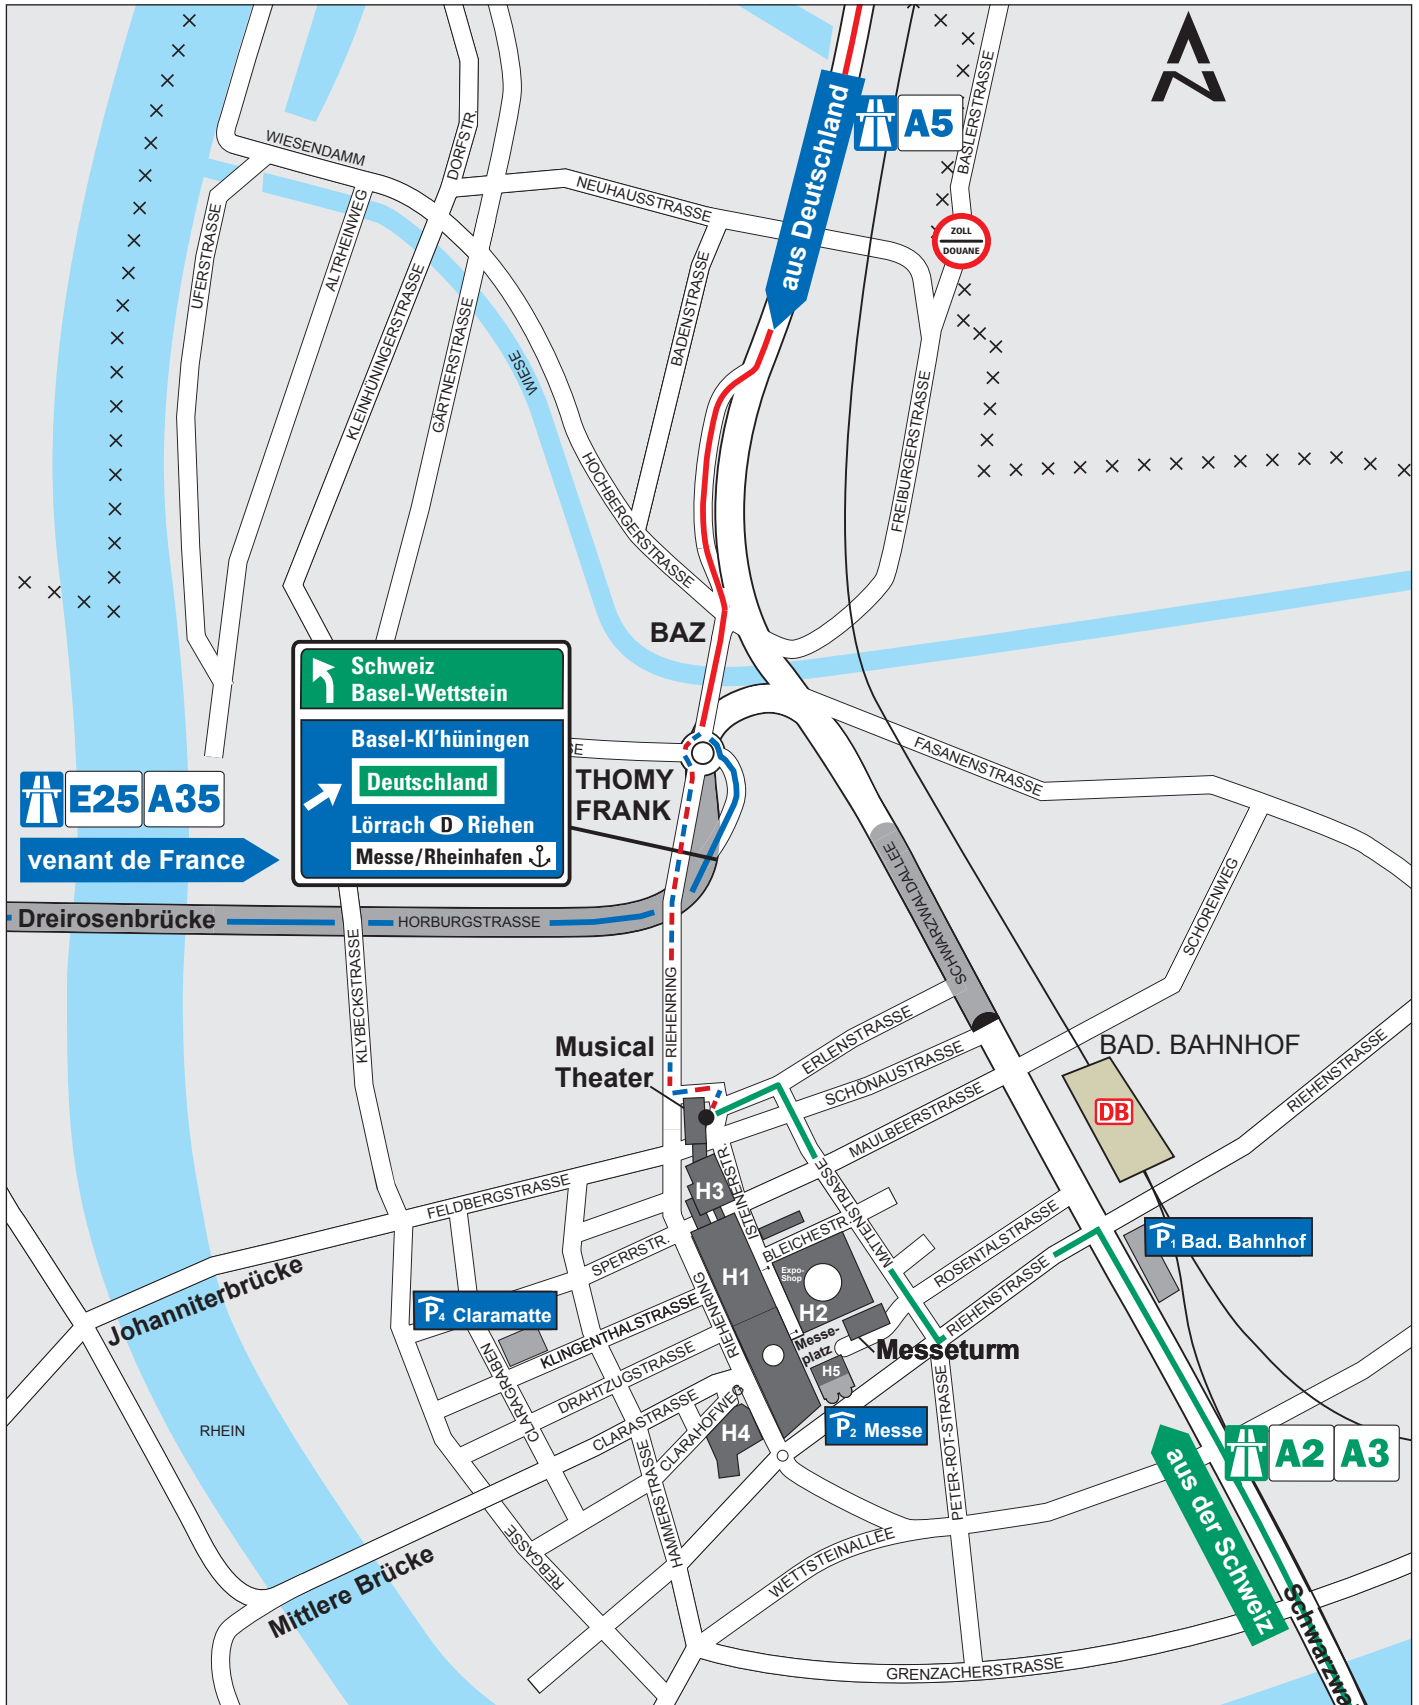 WIESENDAMM
DORFSTR.
NEUHAUSSTRASSE
aus Deutschland
A5
BASLERSTRASSE
ZOLL
DOUANE
UFERSTRASSE
ALTRHEINWEG
KLEINHÜNINGERSTRASSE
GÄRTNERSTRASSE
WIESE
BADENSTRASSE
HOCHBERGERSTRASSE
FREIBURGERSTRASSE
BAZ
Schweiz
Basel-Wettstein
Basel-Kl'hüningen
Deutschland
Lörrach D Riehen
Messe/Rheinhafen
SE
THOMY
FRANK
FASANENSTRASSE
E25 A35
venant de France
SCHWARZWALDALLEE
SCHORENWEG
Dreirosenbrücke
HORBURGSTRASSE
KLYBECKSTRASSE
RIEHENRING
Musical
Theater
ERLENSTRASSE
SCHÖNAUSTRASSE
MAULBEERSTRASSE
BAD. BAHNHOF
DB
RIEHENSTRASSE
FELDBERGSTRASSE
H3
ISTEINERSTR.
MATTENSTRASSE
BLEICHESTR.
ROSENTALSTRASSE
RIEHENSTRASSE
P1 Bad. Bahnhof
SPERRSTR.
H1
Expo-
Shop
H2
Johanniterbrücke
P4 Claramatte
KLINGENTHALSTRASSE
RIEHENRING
Messe-
platz
Messeturm
H5
CLARAGRABEN
DRAHTZUGSTRASSE
CLARASTRASSE
CLARAHOFWEG
H4
P2 Messe
PETER-ROT-STRASSE
RHEIN
A2 A3
aus der Schweiz
HAMMERSTRASSE
REBGASSE
WETTSTEINALLEE
Mittlere Brücke
GRENZACHERSTRASSE
Schwarzwa